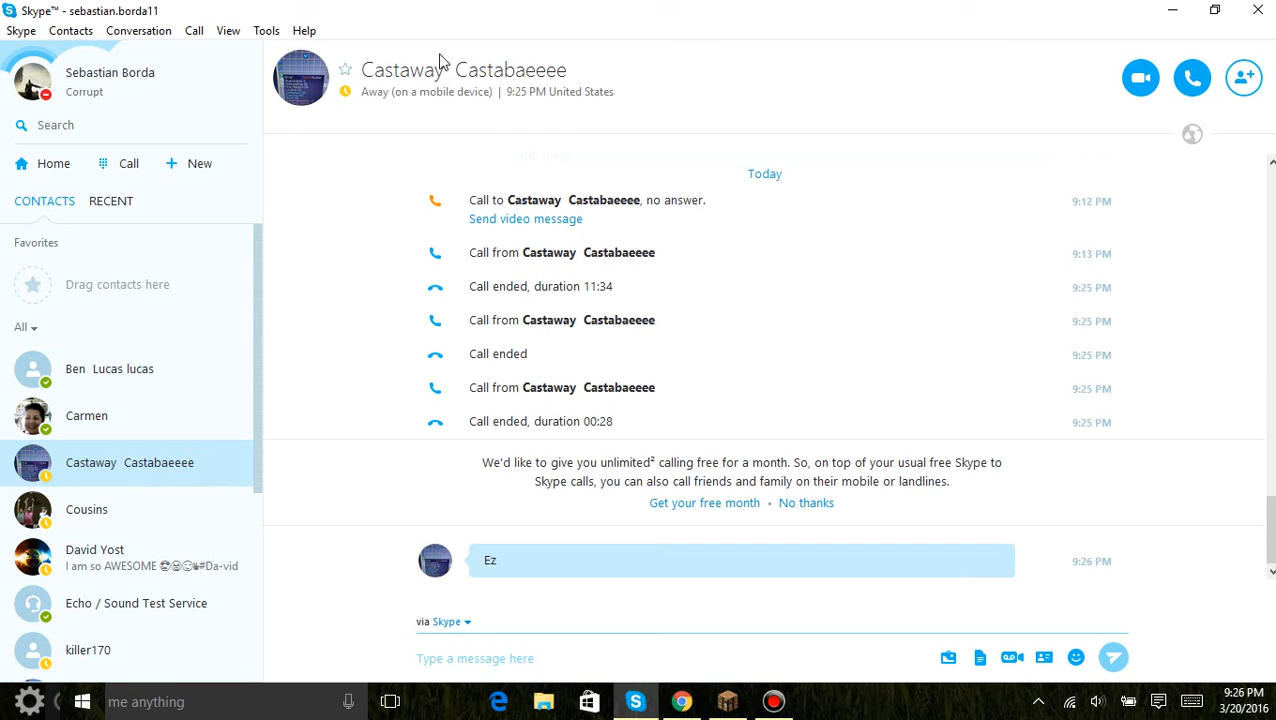 Skype™ - sebastian.borda11
Skype Contacts Conversation Call View Tools Help
Sebastian Borda
Corrupt
Search
Home Call New
CONTACTS RECENT
Favorites
Drag contacts here
All
Ben Lucas lucas
Carmen
Castaway Castabaeeee
Cousins
David Yost
I am so AWESOME #Da-vid
Echo / Sound Test Service
killer170
Castaway Castabaeeee
Away (on a mobile device) | 9:25 PM United States
Today
Call to Castaway Castabaeeee, no answer. 9:12 PM
Send video message
Call from Castaway Castabaeeee 9:13 PM
Call ended, duration 11:34 9:25 PM
Call from Castaway Castabaeeee 9:25 PM
Call ended 9:25 PM
Call from Castaway Castabaeeee 9:25 PM
Call ended, duration 00:28 9:25 PM
We'd like to give you unlimited² calling free for a month. So, on top of your usual free Skype to
Skype calls, you can also call friends and family on their mobile or landlines.
Get your free month • No thanks
Ez 9:26 PM
via Skype
Type a message here
me anything
9:26 PM
3/20/2016